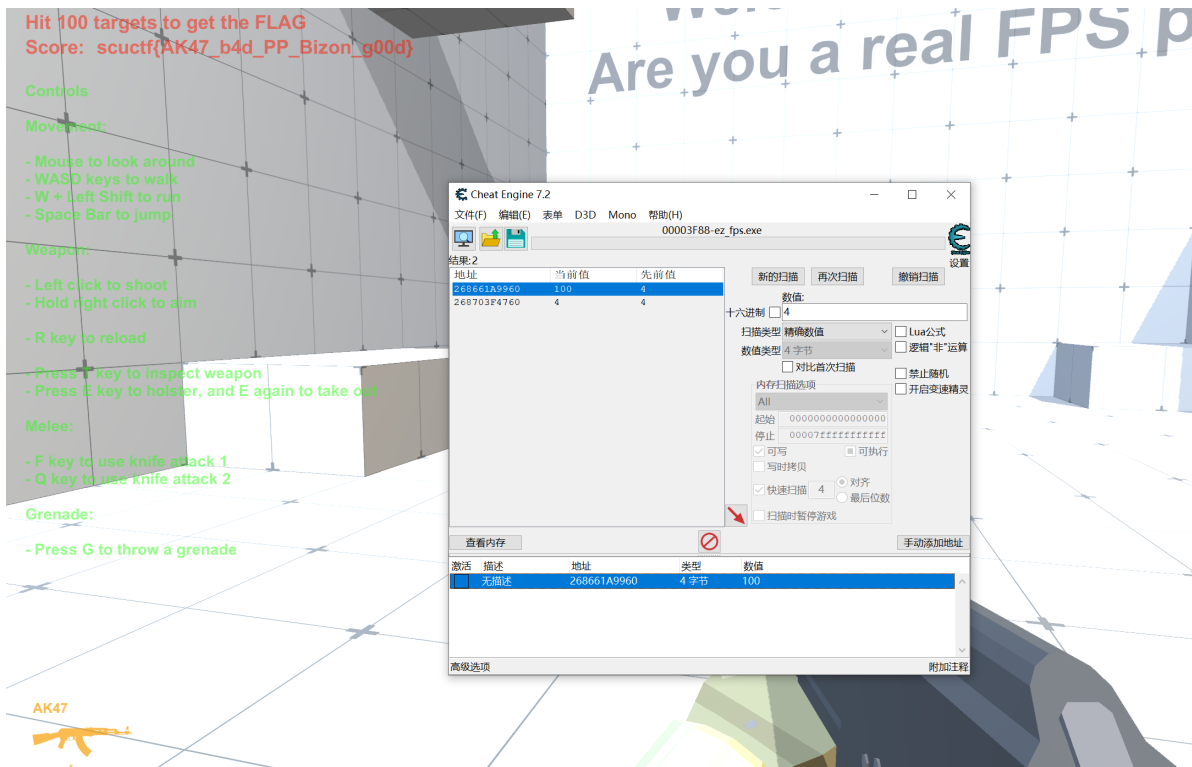 Hit 100 targets to get the FLAG
Score: scuctf{AK47_b4d_PP_Bizon_g00d}
Are you a real FPS p
Controls
Movement:
- Mouse to look around
- WASD keys to walk
- W + Left Shift to run
- Space Bar to jump
Weapon:
- Left click to shoot
- Hold right click to aim
- R key to reload
- Press T key to inspect weapon
- Press E key to holster, and E again to take out
Melee:
- F key to use knife attack 1
- Q key to use knife attack 2
Grenade:
- Press G to throw a grenade
AK47
Cheat Engine 7.2
文件(F) 编辑(E) 表单 D3D Mono 帮助(H)
00003F88-ez_fps.exe
设置
结果:2
地址 当前值 先前值
268661A9960 100 4
268703F4760 4 4
新的扫描 再次扫描 撤销扫描
数值:
十六进制 4
扫描类型 精确数值
Lua公式
数值类型 4 字节
逻辑"非"运算
对比首次扫描
禁止随机
开启变速精灵
内存扫描选项
All
起始 0000000000000000
停止 00007fffffffffff
可写 可执行
写时拷贝
快速扫描 4 对齐
最后位数
扫描时暂停游戏
查看内存 手动添加地址
激活 描述 地址 类型 数值
无描述 268661A9960 4 字节 100
高级选项 附加注释